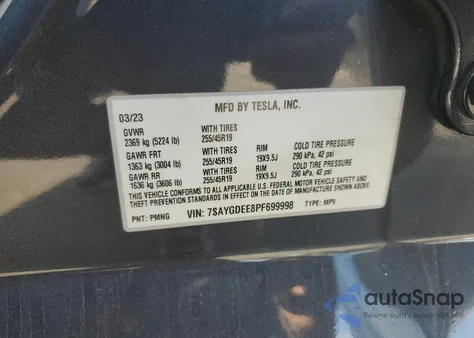 MFD BY TESLA, INC.
03/23
GVWR WITH TIRES
2369 kg (5224 lb) 255/45R19
GAWR FRT WITH TIRES RIM COLD TIRE PRESSURE
1363 kg (3004 lb) 255/45R19 19X9.5J 290 kPa, 42 psi
GAWR RR WITH TIRES RIM COLD TIRE PRESSURE
1636 kg (3606 lb) 255/45R19 19X9.5J 290 kPa, 42 psi
THIS VEHICLE CONFORMS TO ALL APPLICABLE U.S. FEDERAL MOTOR VEHICLE SAFETY AND
THEFT PREVENTION STANDARDS IN EFFECT ON THE DATE OF MANUFACTURE SHOWN ABOVE.
PNT: PMNG VIN: 7SAYGDEE8PF699998 TYPE: MPV
autoSnap